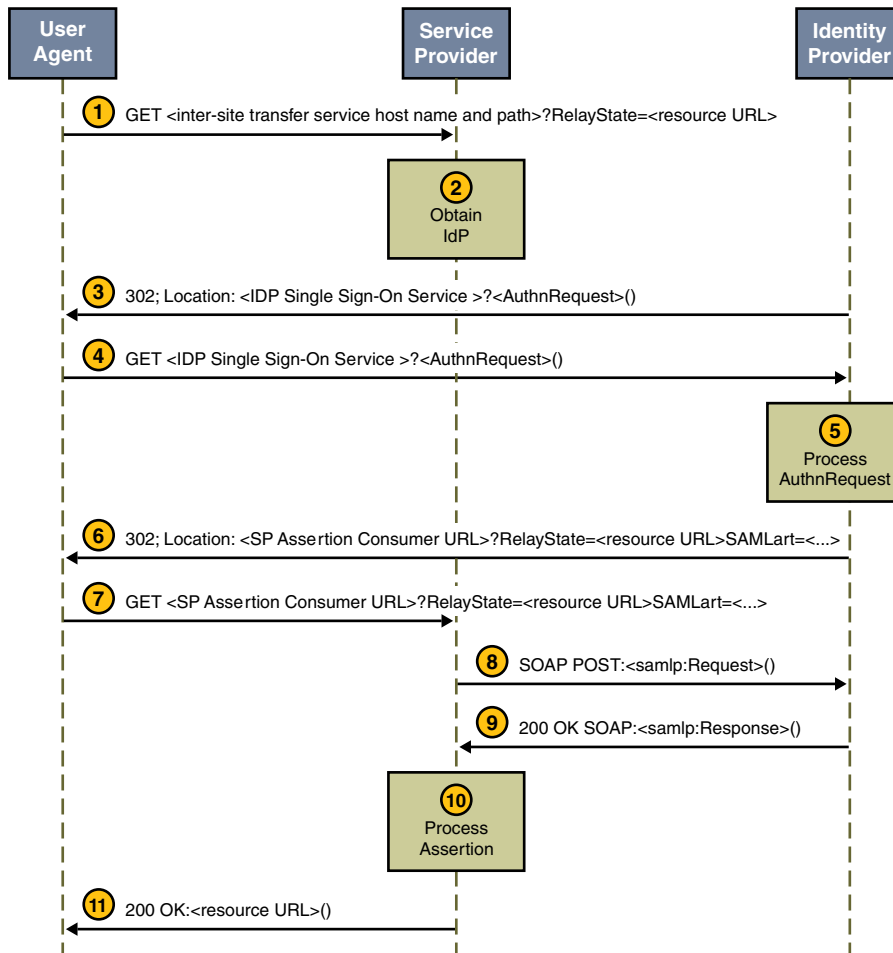 User
Agent
Service
Provider
Identity
Provider
1 GET <inter-site transfer service host name and path>?RelayState=<resource URL>
2
Obtain
IdP
3 302; Location: <IDP Single Sign-On Service >?<AuthnRequest>()
4 GET <IDP Single Sign-On Service >?<AuthnRequest>()
5
Process
AuthnRequest
6 302; Location: <SP Assertion Consumer URL>?RelayState=<resource URL>SAMLart=<...>
7 GET <SP Assertion Consumer URL>?RelayState=<resource URL>SAMLart=<...>
8 SOAP POST:<samlp:Request>()
9 200 OK SOAP:<samlp:Response>()
10
Process
Assertion
11 200 OK:<resource URL>()